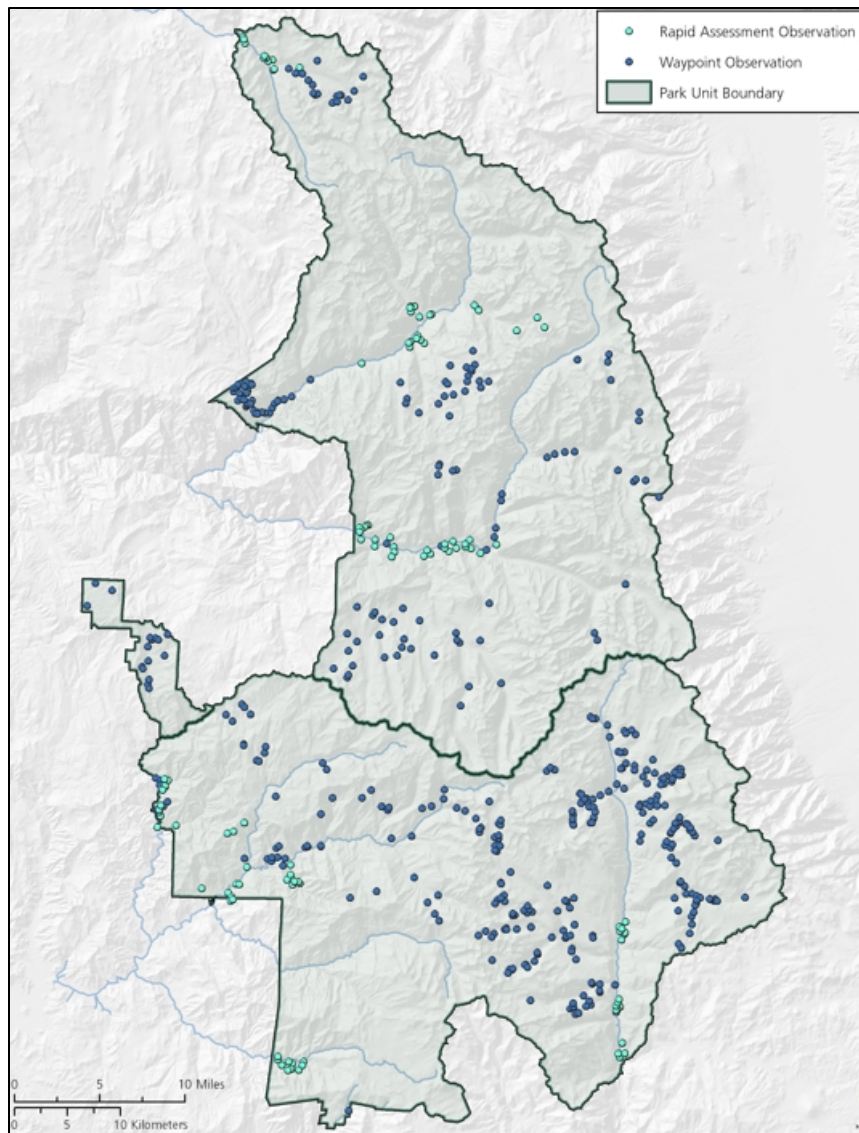 Rapid Assessment Observation
Waypoint Observation
Park Unit Boundary
0 5 10 Miles
0 5 10 Kilometers